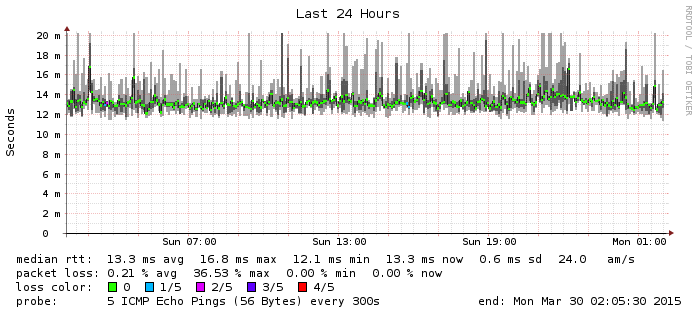 Last 24 Hours
RRDTOOL / TOBI OETIKER
Seconds
20 m
18 m
16 m
14 m
12 m
10 m
8 m
6 m
4 m
2 m
0
Sun 07:00 Sun 13:00 Sun 19:00 Mon 01:00
median rtt: 13.3 ms avg 16.8 ms max 12.1 ms min 13.3 ms now 0.6 ms sd 24.0 am/s
packet loss: 0.21 % avg 36.53 % max 0.00 % min 0.00 % now
loss color: 0 1/5 2/5 3/5 4/5
probe: 5 ICMP Echo Pings (56 Bytes) every 300s end: Mon Mar 30 02:05:30 2015